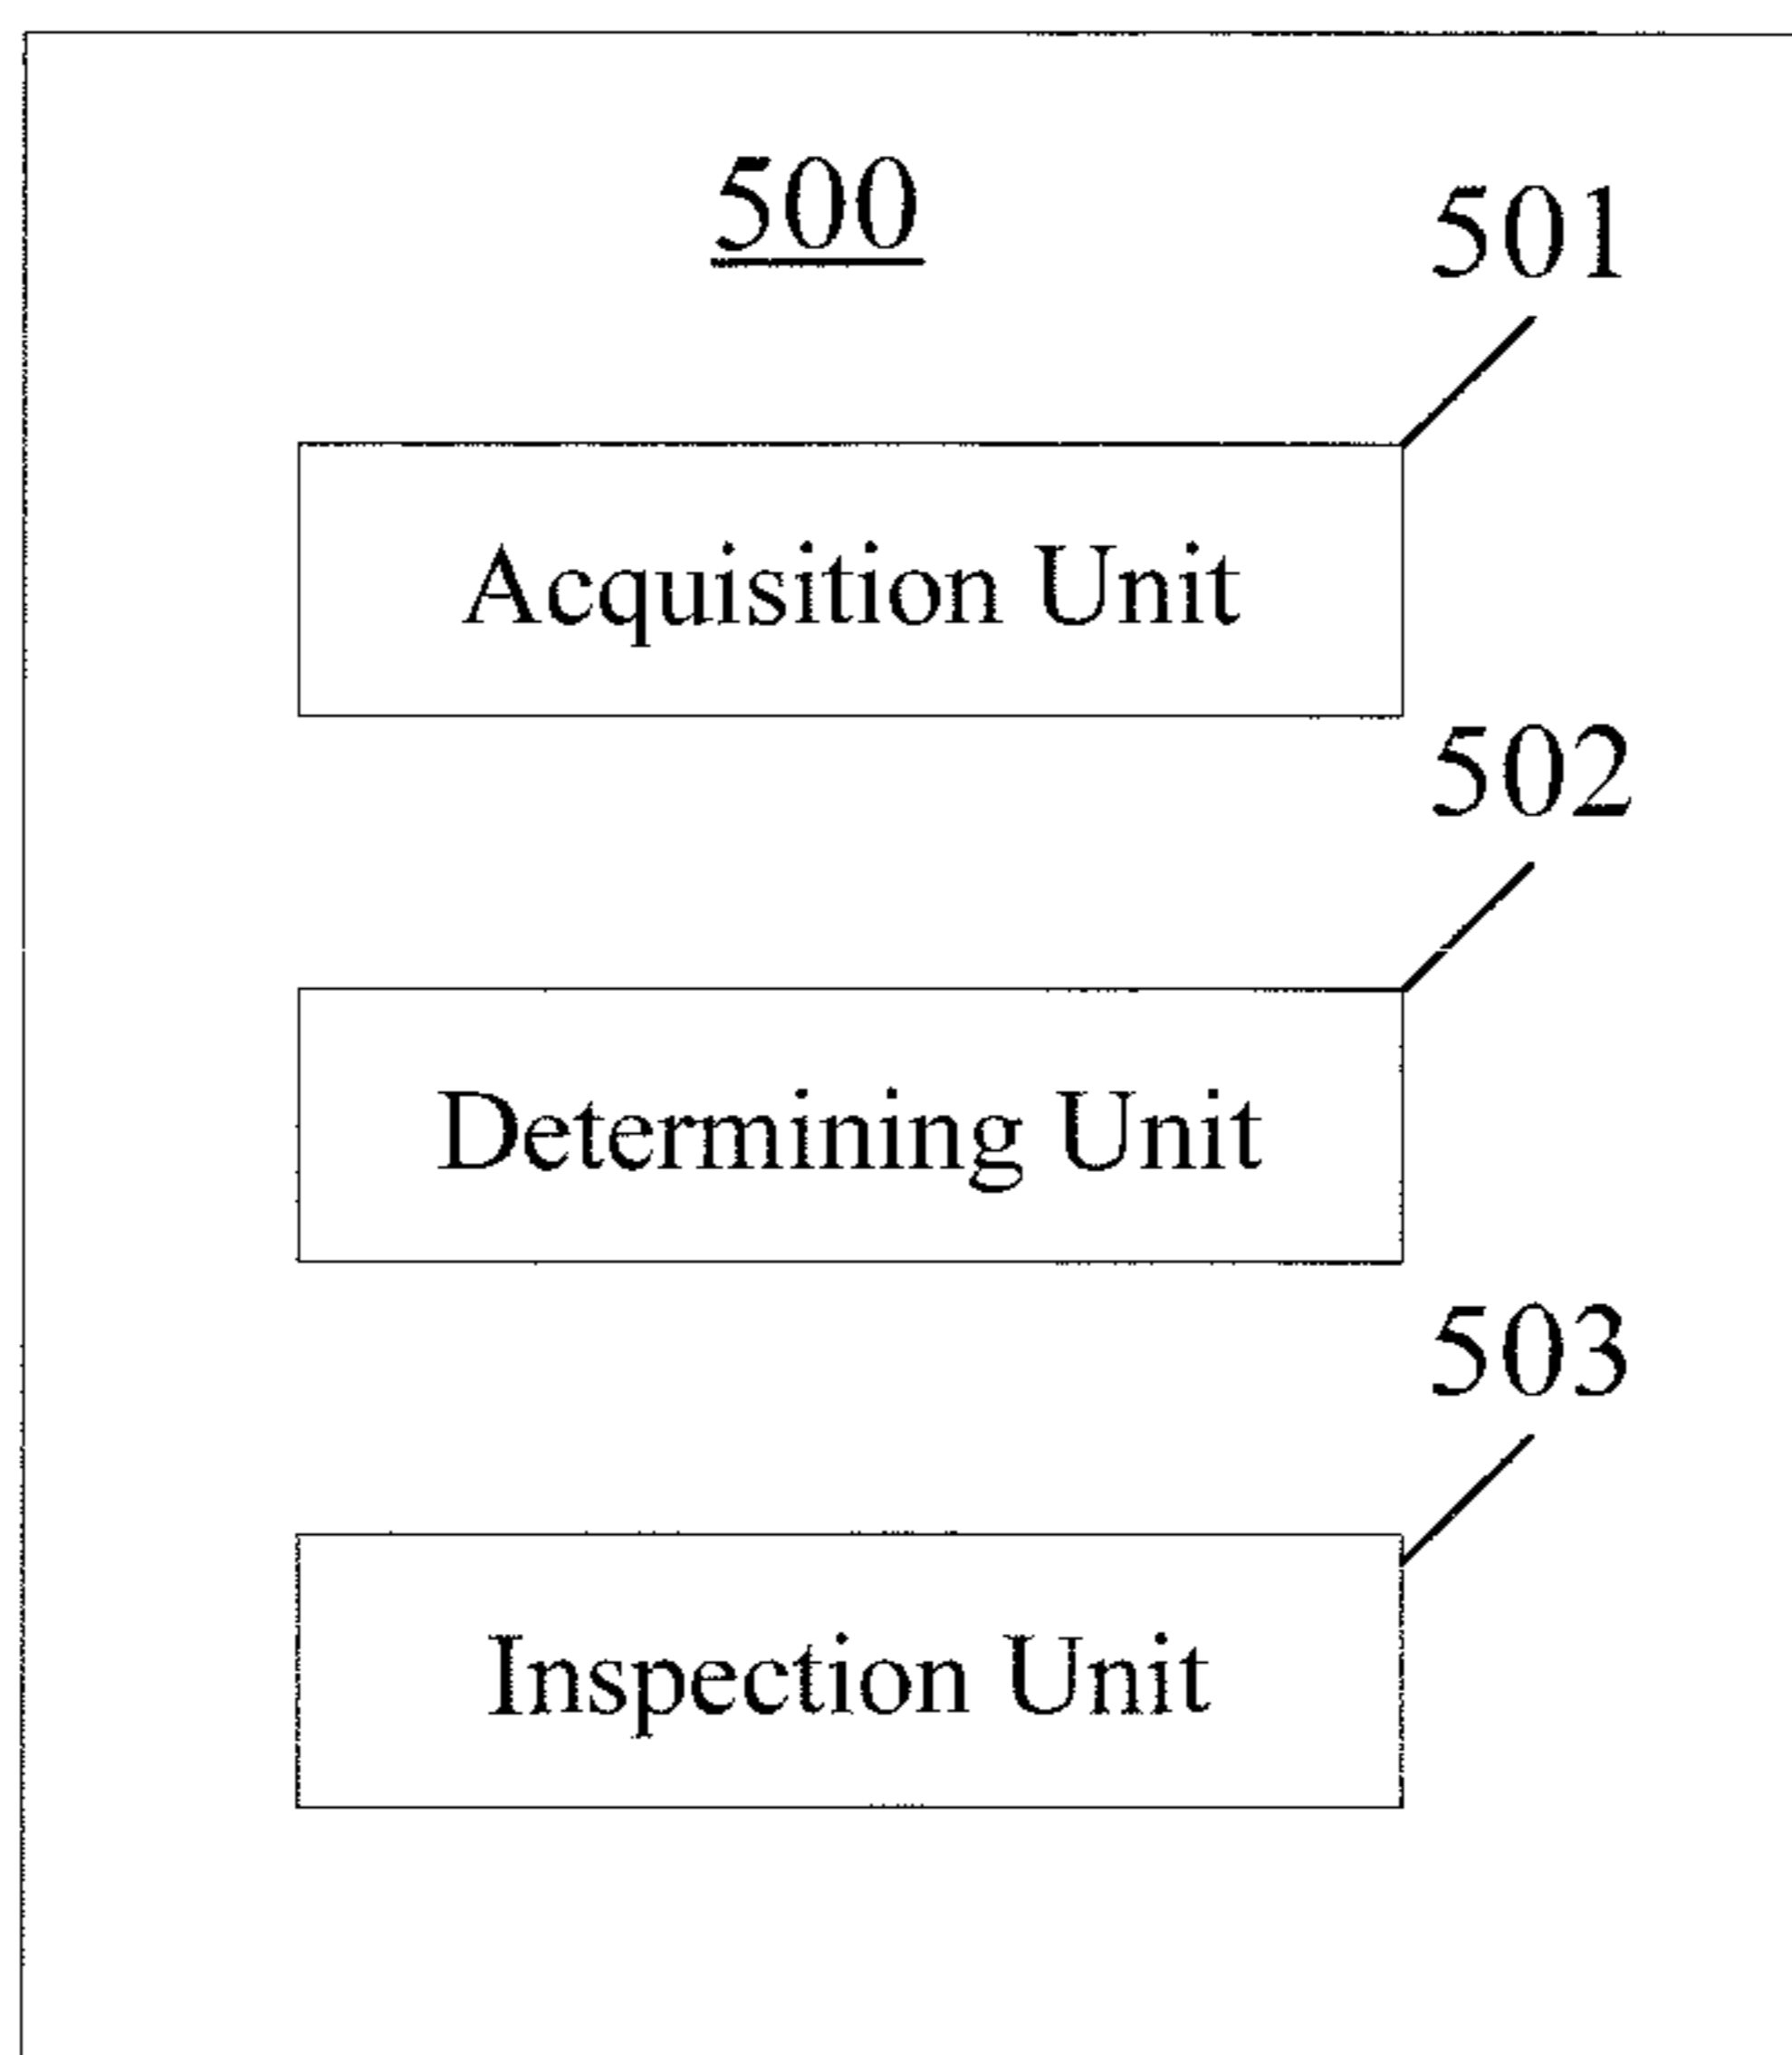 500
501
Acquisition Unit
502
Determining Unit
503
Inspection Unit